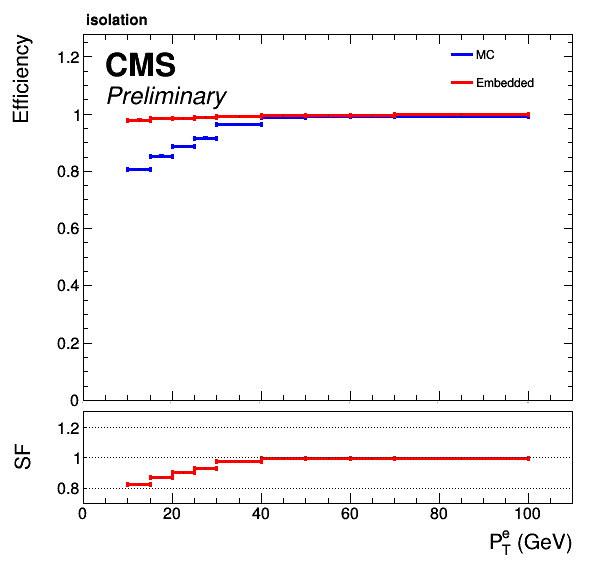 isolation
CMS
Preliminary
MC
Embedded
Efficiency
1.2
1
0.8
0.6
0.4
0.2
0
SF
1.2
1
0.8
0 20 40 60 80 100
P_T^e (GeV)